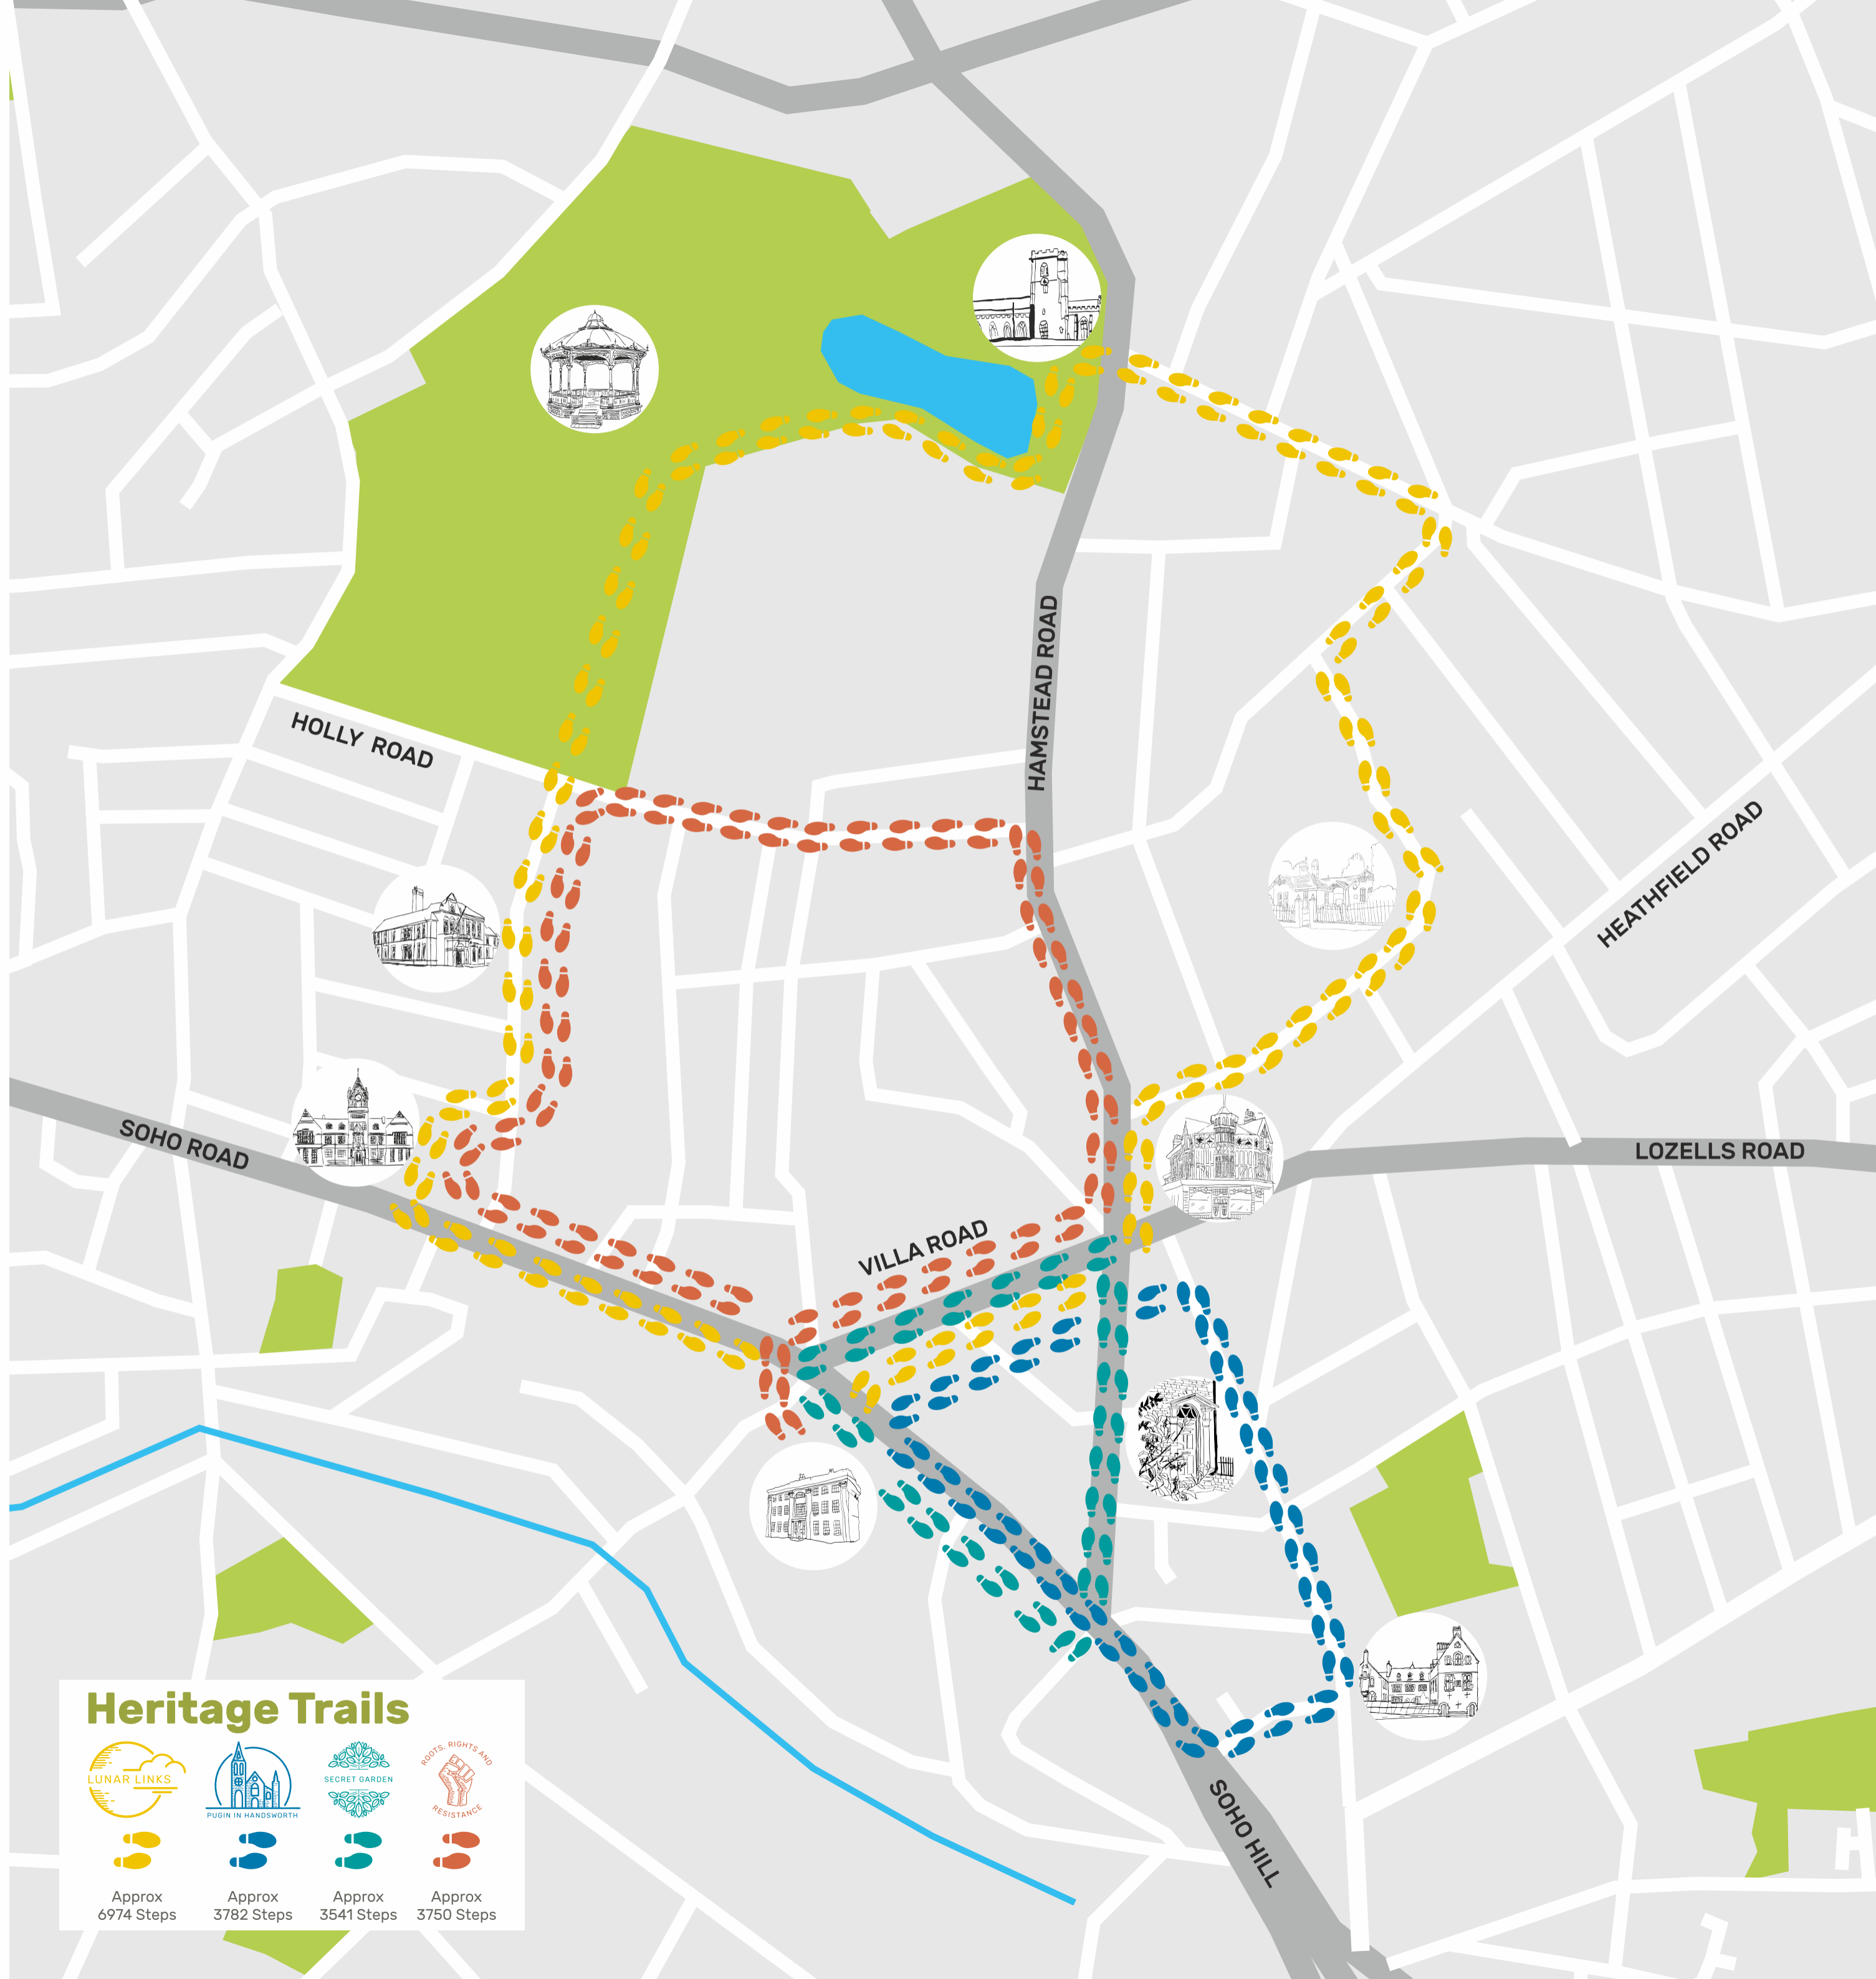 HOLLY ROAD
HAMSTEAD ROAD
HEATHFIELD ROAD
SOHO ROAD
LOZELLS ROAD
VILLA ROAD
SOHO HILL
Heritage Trails
LUNAR LINKS
PUGIN IN HANDSWORTH
SECRET GARDEN
ROOTS, RIGHTS AND
RESISTANCE
Approx
6974 Steps
Approx
3782 Steps
Approx
3541 Steps
Approx
3750 Steps